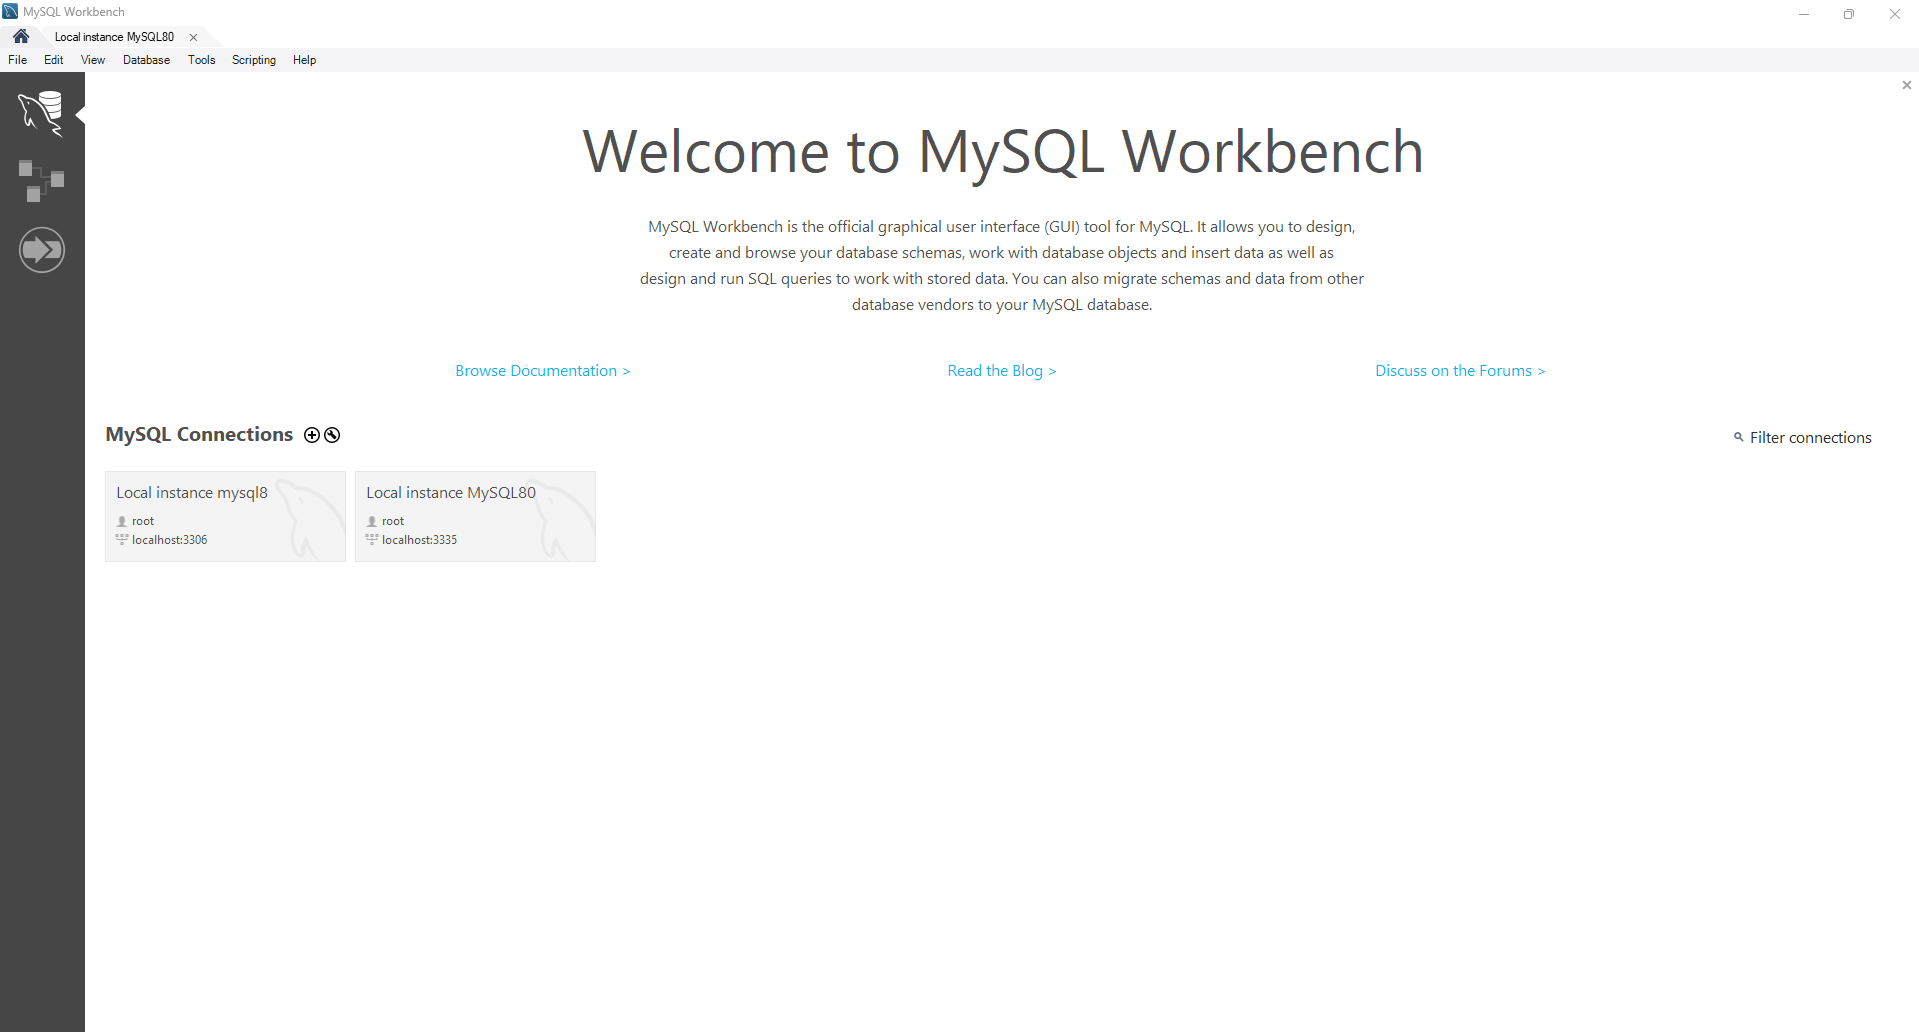 MySQL Workbench
Local instance MySQL80
File Edit View Database Tools Scripting Help
Welcome to MySQL Workbench
MySQL Workbench is the official graphical user interface (GUI) tool for MySQL. It allows you to design,
create and browse your database schemas, work with database objects and insert data as well as
design and run SQL queries to work with stored data. You can also migrate schemas and data from other
database vendors to your MySQL database.
Browse Documentation > Read the Blog > Discuss on the Forums >
MySQL Connections
Filter connections
Local instance mysql8
root
localhost:3306
Local instance MySQL80
root
localhost:3335